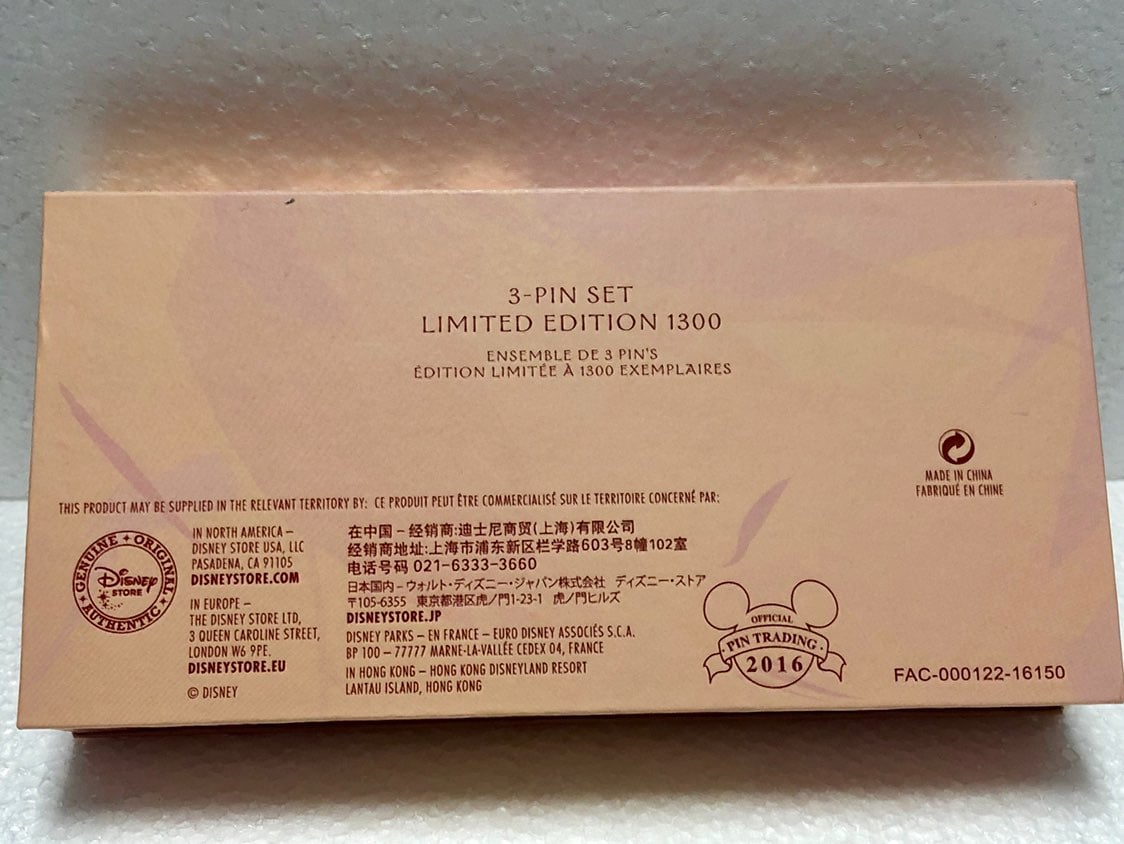 3-PIN SET
LIMITED EDITION 1300
ENSEMBLE DE 3 PIN'S
ÉDITION LIMITÉE À 1300 EXEMPLAIRES
MADE IN CHINA
FABRIQUÉ EN CHINE
THIS PRODUCT MAY BE SUPPLIED IN THE RELEVANT TERRITORY BY: CE PRODUIT PEUT ÊTRE COMMERCIALISÉ SUR LE TERRITOIRE CONCERNÉ PAR:
GENUINE + ORIGINAL
Disney
STORE
AUTHENTIC
IN NORTH AMERICA –
DISNEY STORE USA, LLC
PASADENA, CA 91105
DISNEYSTORE.COM
IN EUROPE –
THE DISNEY STORE LTD,
3 QUEEN CAROLINE STREET,
LONDON W6 9PE.
DISNEYSTORE.EU
© DISNEY
在中国 – 经销商:迪士尼商贸(上海)有限公司
经销商地址:上海市浦东新区栏学路603号8幢102室
电话号码 021-6333-3660
日本国内 – ウォルト・ディズニー・ジャパン株式会社 ディズニー・ストア
〒105-6355 東京都港区虎ノ門1-23-1 虎ノ門ヒルズ
DISNEYSTORE.JP
DISNEY PARKS – EN FRANCE – EURO DISNEY ASSOCIÉS S.C.A.
BP 100 – 77777 MARNE-LA-VALLÉE CEDEX 04, FRANCE
IN HONG KONG – HONG KONG DISNEYLAND RESORT
LANTAU ISLAND, HONG KONG
OFFICIAL
PIN TRADING
2016
FAC-000122-16150